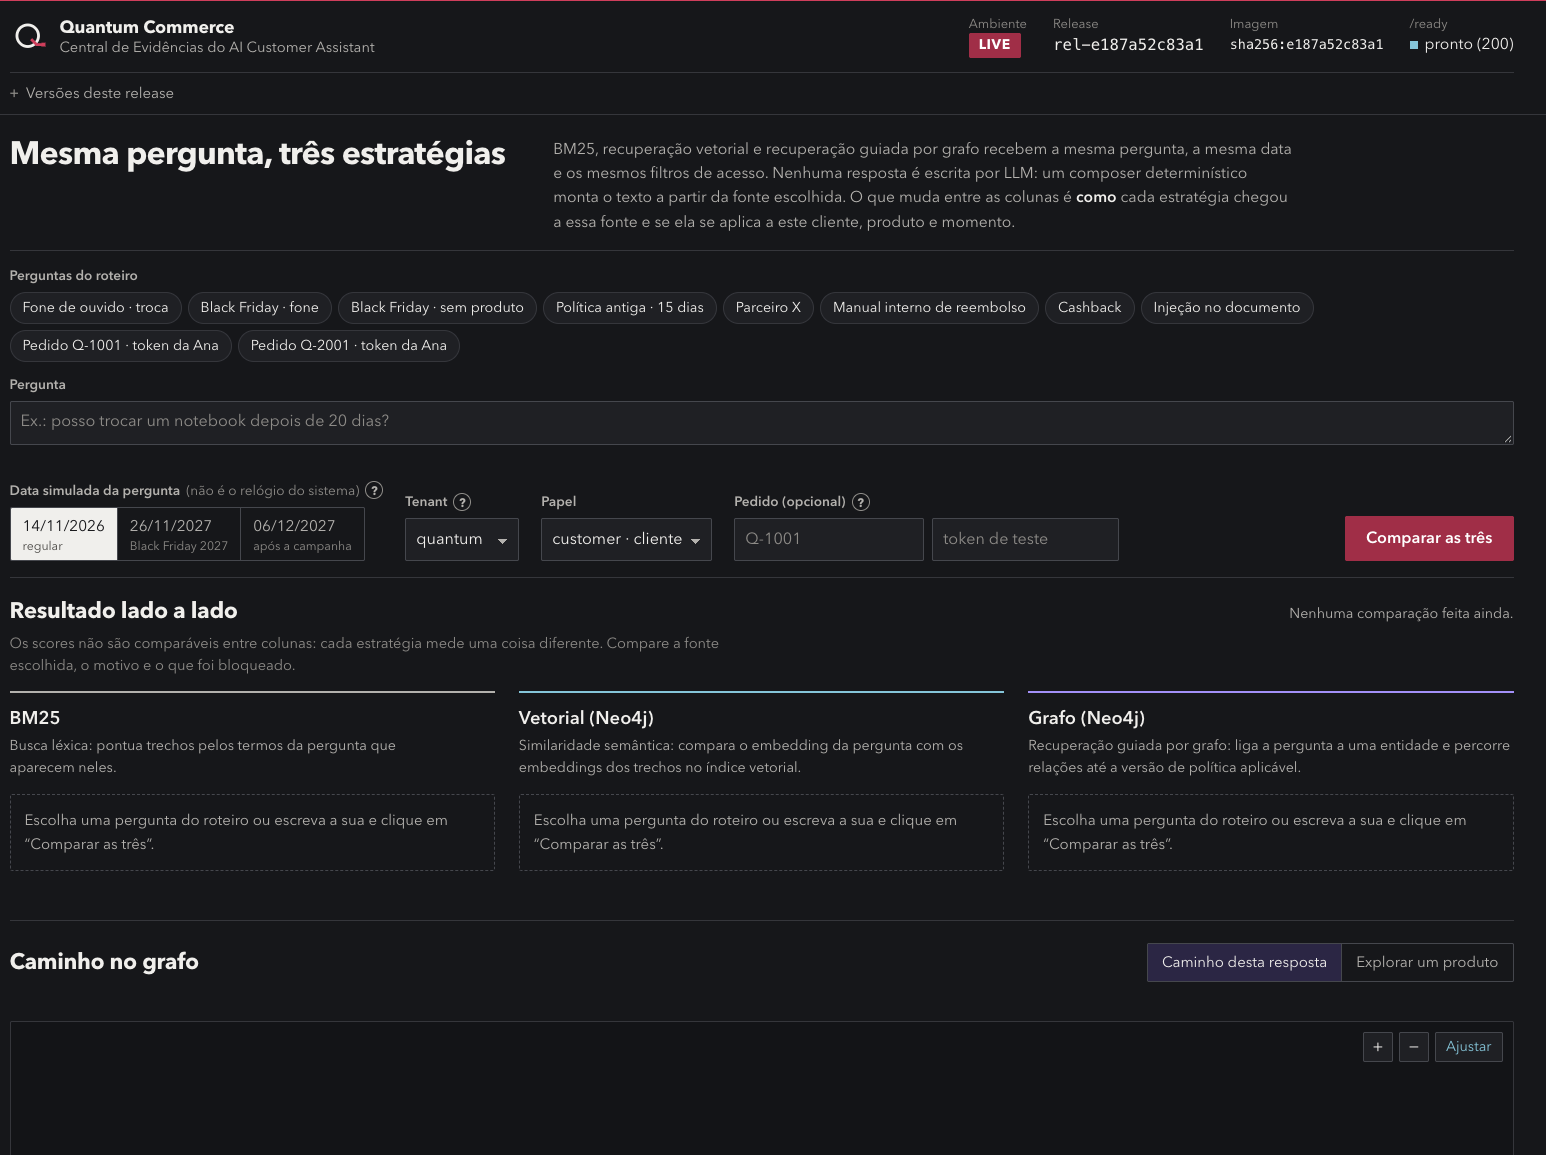 Quantum Commerce
Central de Evidências do AI Customer Assistant
Ambiente
LIVE
Release
rel-e187a52c83a1
Imagem
sha256:e187a52c83a1
/ready
pronto (200)
+ Versões deste release
Mesma pergunta, três estratégias
BM25, recuperação vetorial e recuperação guiada por grafo recebem a mesma pergunta, a mesma data
e os mesmos filtros de acesso. Nenhuma resposta é escrita por LLM: um composer determinístico
monta o texto a partir da fonte escolhida. O que muda entre as colunas é como cada estratégia chegou
a essa fonte e se ela se aplica a este cliente, produto e momento.
Perguntas do roteiro
Fone de ouvido · troca
Black Friday · fone
Black Friday · sem produto
Política antiga · 15 dias
Parceiro X
Manual interno de reembolso
Cashback
Injeção no documento
Pedido Q-1001 · token da Ana
Pedido Q-2001 · token da Ana
Pergunta
Ex.: posso trocar um notebook depois de 20 dias?
Data simulada da pergunta (não é o relógio do sistema) ?
14/11/2026
regular
26/11/2027
Black Friday 2027
06/12/2027
após a campanha
Tenant ?
quantum
Papel
customer · cliente
Pedido (opcional) ?
Q-1001
token de teste
Comparar as três
Resultado lado a lado
Nenhuma comparação feita ainda.
Os scores não são comparáveis entre colunas: cada estratégia mede uma coisa diferente. Compare a fonte
escolhida, o motivo e o que foi bloqueado.
BM25
Busca léxica: pontua trechos pelos termos da pergunta que
aparecem neles.
Escolha uma pergunta do roteiro ou escreva a sua e clique em
“Comparar as três”.
Vetorial (Neo4j)
Similaridade semântica: compara o embedding da pergunta com os
embeddings dos trechos no índice vetorial.
Escolha uma pergunta do roteiro ou escreva a sua e clique em
“Comparar as três”.
Grafo (Neo4j)
Recuperação guiada por grafo: liga a pergunta a uma entidade e percorre
relações até a versão de política aplicável.
Escolha uma pergunta do roteiro ou escreva a sua e clique em
“Comparar as três”.
Caminho no grafo
Caminho desta resposta
Explorar um produto
+
−
Ajustar